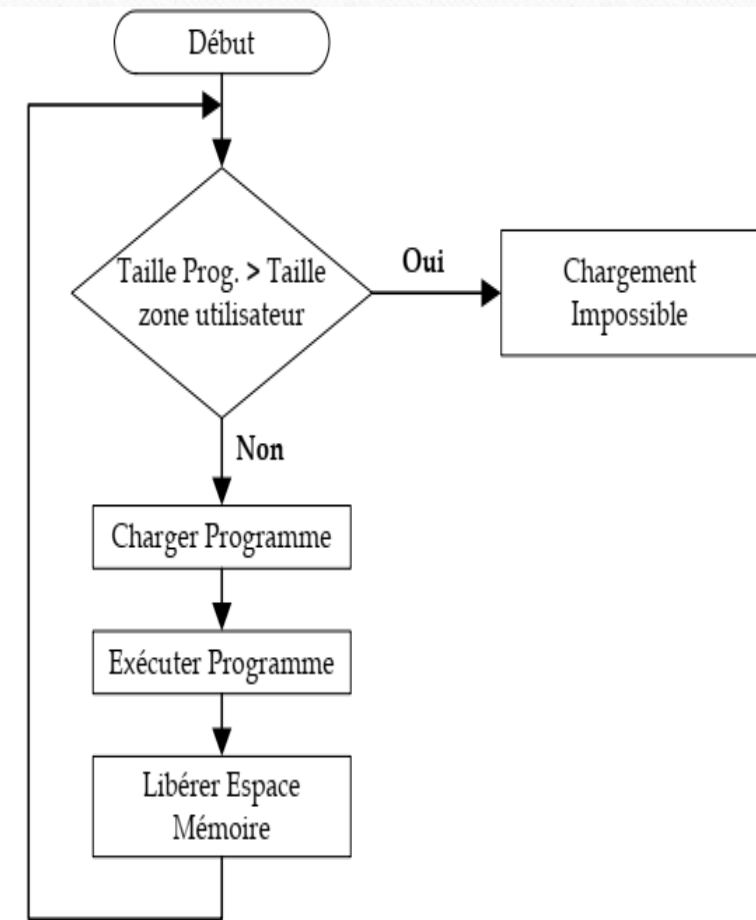 Début
Taille Prog. > Taille
zone utilisateur
Oui
Chargement
Impossible
Non
Charger Programme
Exécuter Programme
Libérer Espace
Mémoire